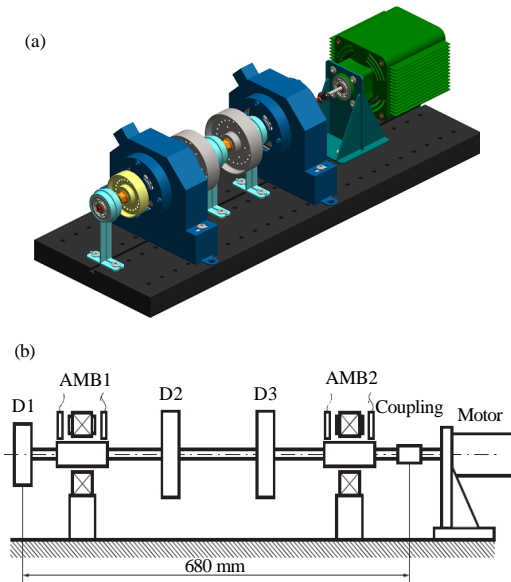 (a)
(b)
AMB1
AMB2
D1
D2
D3
Coupling
Motor
680 mm